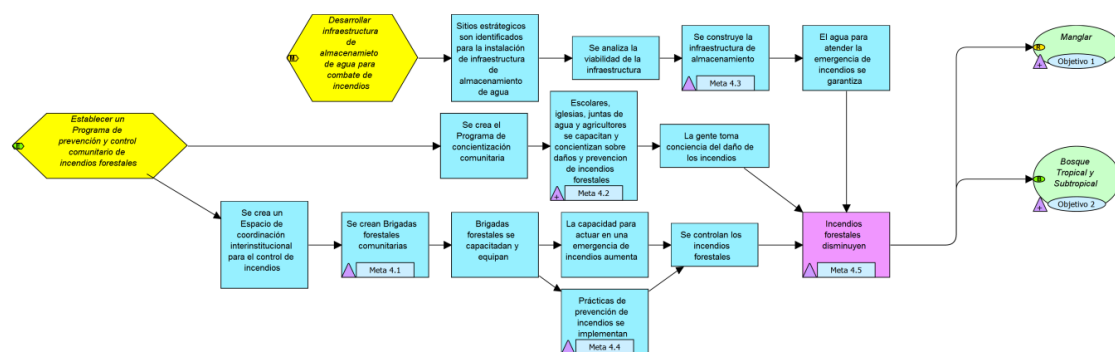 Desarrollar
infraestructura
de
almacenamieto
de agua para
combate de
incendios
Sitios estratégicos
son identificados
para la instalación
de infraestructura
de
almacenamiento
de agua
Se analiza la
viabilidad de la
infraestructura
Se construye la
infraestructura de
almacenamiento
Meta 4.3
El agua para
atender la
emergencia de
incendios se
garantiza
Manglar
Objetivo 1
Establecer un
Programa de
prevención y control
comunitario de
incendios forestales
Se crea el
Programa de
concientización
comunitaria
Escolares,
iglesias, juntas de
agua y agricultores
se capacitan y
concientizan sobre
daños y prevencion
de incendios
forestales
Meta 4.2
La gente toma
conciencia del daño de
los incendios
Bosque
Tropical y
Subtropical
Objetivo 2
Se crea un
Espacio de
coordinación
interinstitucional
para el control de
incendios
Se crean Brigadas
forestales
comunitarias
Meta 4.1
Brigadas
forestales se
capacitadan y
equipan
La capacidad para
actuar en una
emergencia de
incendios aumenta
Se controlan los
incendios
forestales
Incendios
forestales
disminuyen
Meta 4.5
Prácticas de
prevención de
incendios se
implementan
Meta 4.4